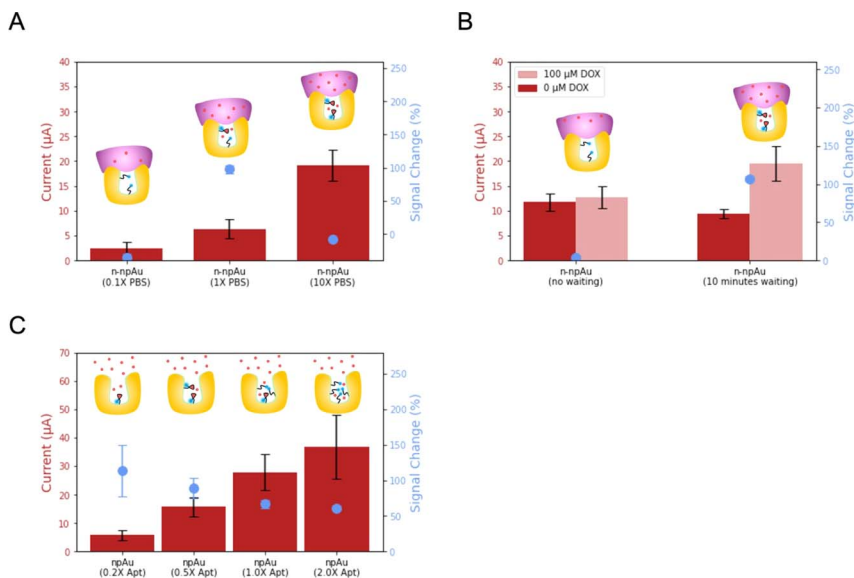 A
Current (μA)
40
35
30
25
20
15
10
5
0
250
200
150
100
50
0
Signal Change (%)
n-npAu
(0.1X PBS)
n-npAu
(1X PBS)
n-npAu
(10X PBS)
B
Current (μA)
40
35
30
25
20
15
10
5
0
100 μM DOX
0 μM DOX
250
200
150
100
50
0
Signal Change (%)
n-npAu
(no waiting)
n-npAu
(10 minutes waiting)
C
Current (μA)
70
60
50
40
30
20
10
0
250
200
150
100
50
0
Signal Change (%)
npAu
(0.2X Apt)
npAu
(0.5X Apt)
npAu
(1.0X Apt)
npAu
(2.0X Apt)